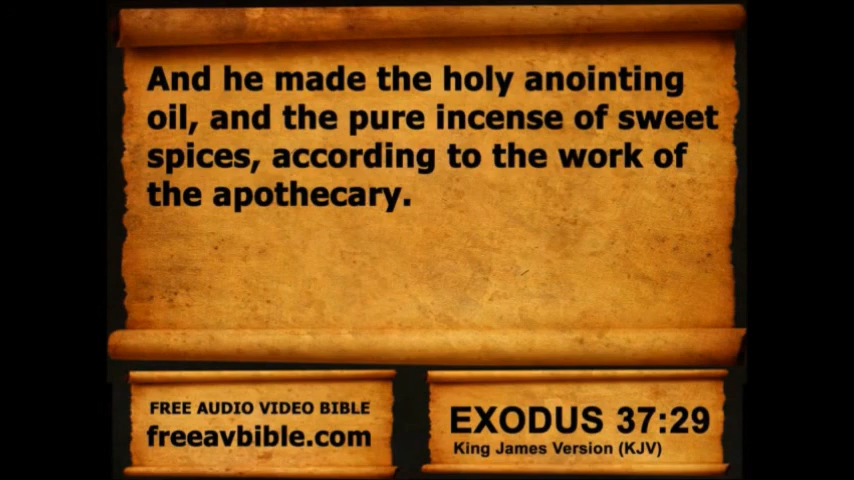 And he made the holy anointing
oil, and the pure incense of sweet
spices, according to the work of
the apothecary.
FREE AUDIO VIDEO BIBLE
freeavbible.com
EXODUS 37:29
King James Version (KJV)